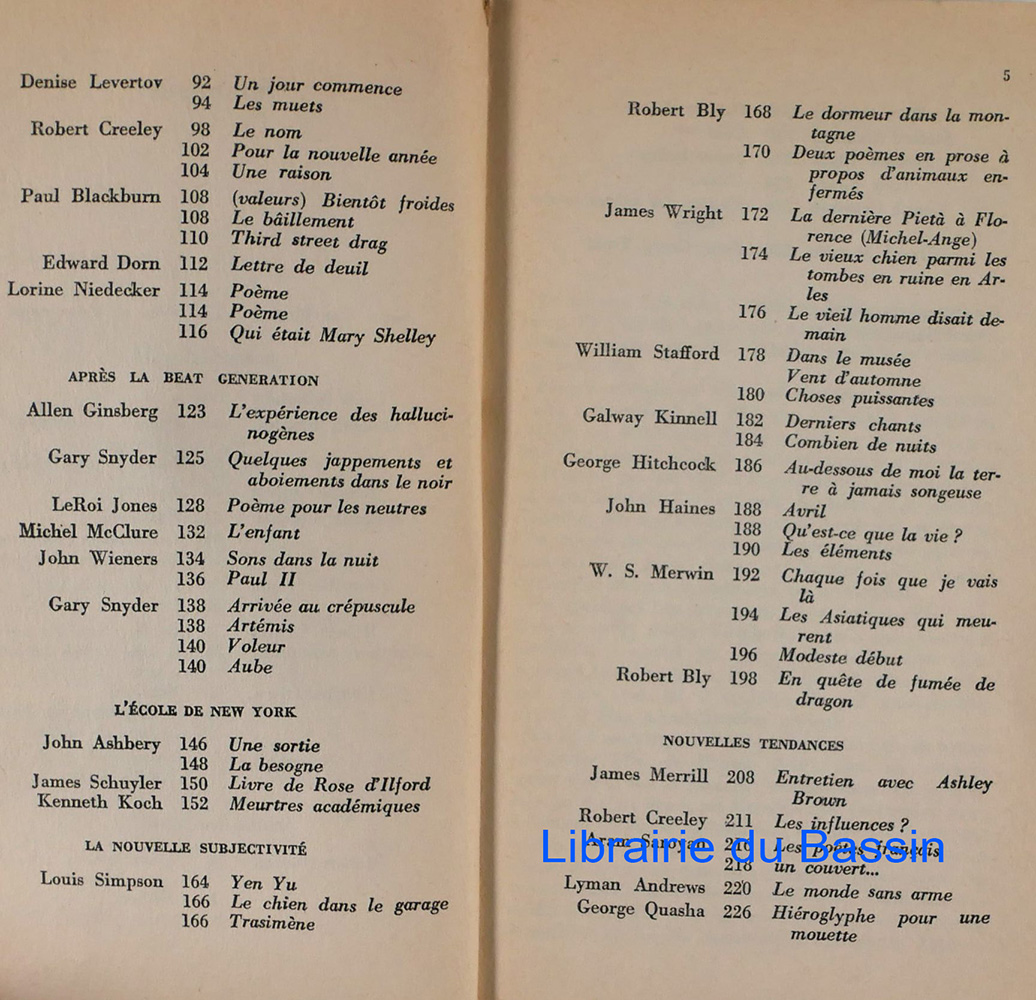 Denise Levertov 92 Un jour commence
94 Les muets
Robert Creeley 98 Le nom
102 Pour la nouvelle année
104 Une raison
Paul Blackburn 108 (valeurs) Bientôt froides
108 Le bâillement
110 Third street drag
Edward Dorn 112 Lettre de deuil
Lorine Niedecker 114 Poème
114 Poème
116 Qui était Mary Shelley
APRÈS LA BEAT GENERATION
Allen Ginsberg 123 L'expérience des halluci-
nogènes
Gary Snyder 125 Quelques jappements et
aboiements dans le noir
LeRoi Jones 128 Poème pour les neutres
Michel McClure 132 L'enfant
John Wieners 134 Sons dans la nuit
136 Paul II
Gary Snyder 138 Arrivée au crépuscule
138 Artémis
140 Voleur
140 Aube
L'ÉCOLE DE NEW YORK
John Ashbery 146 Une sortie
148 La besogne
James Schuyler 150 Livre de Rose d'Ilford
Kenneth Koch 152 Meurtres académiques
LA NOUVELLE SUBJECTIVITÉ
Louis Simpson 164 Yen Yu
166 Le chien dans le garage
166 Trasimène
5
Robert Bly 168 Le dormeur dans la mon-
tagne
170 Deux poèmes en prose à
propos d'animaux en-
fermés
James Wright 172 La dernière Pietà à Flo-
rence (Michel-Ange)
174 Le vieux chien parmi les
tombes en ruine en Ar-
les
176 Le vieil homme disait de-
main
William Stafford 178 Dans le musée
Vent d'automne
180 Choses puissantes
Galway Kinnell 182 Derniers chants
184 Combien de nuits
George Hitchcock 186 Au-dessous de moi la ter-
re à jamais songeuse
John Haines 188 Avril
188 Qu'est-ce que la vie ?
190 Les éléments
W. S. Merwin 192 Chaque fois que je vais
là
194 Les Asiatiques qui meu-
rent
196 Modeste début
Robert Bly 198 En quête de fumée de
dragon
NOUVELLES TENDANCES
James Merrill 208 Entretien avec Ashley
Brown
Robert Creeley 211 Les influences ?
Aram Saroyan 216 Les poètes français
218 un couvert...
Librairie du Bassin
Lyman Andrews 220 Le monde sans arme
George Quasha 226 Hiéroglyphe pour une
mouette